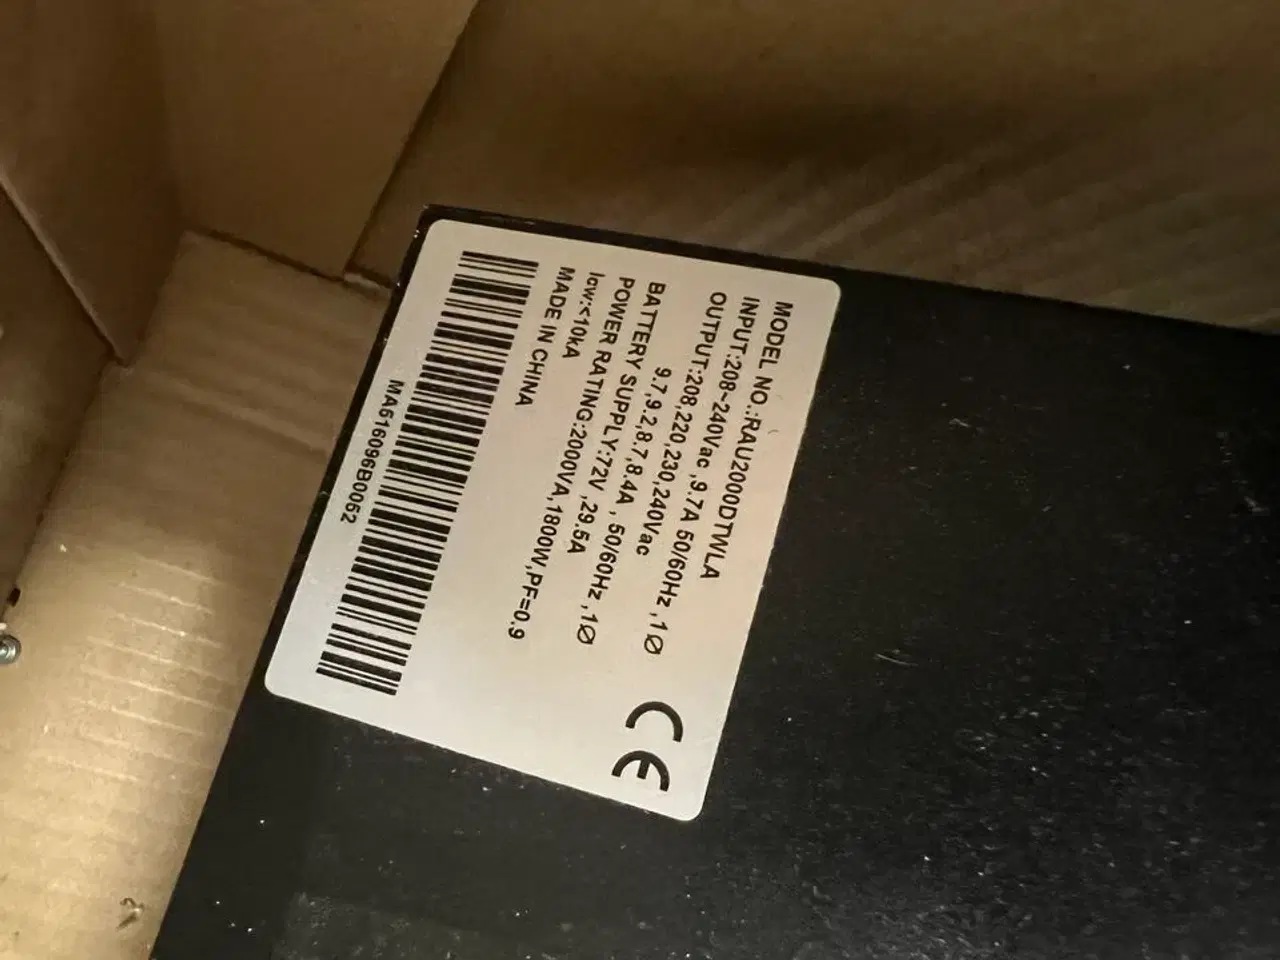 MODEL NO.:RAU2000DTWLA
INPUT:208~240Vac ,9.7A 50/60Hz ,1Ø
OUTPUT:208,220,230,240Vac
9.7,9.2,8.7,8.4A , 50/60Hz ,1Ø
BATTERY SUPPLY:72V ,29.5A
POWER RATING:2000VA,1800W,PF=0.9
Icw:<10kA
MADE IN CHINA
MA616096B0062
CE